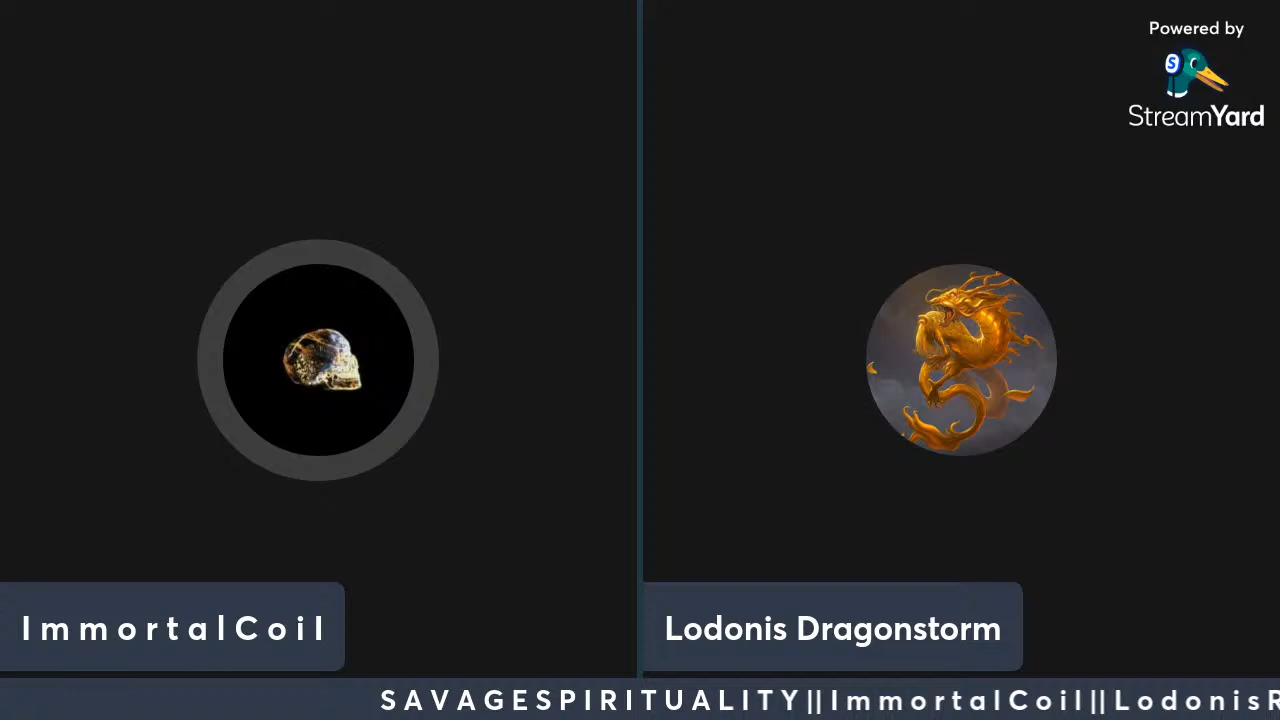 Powered by
S
StreamYard
I m m o r t a l C o i l
Lodonis Dragonstorm
S A V A G E S P I R I T U A L I T Y || I m m o r t a l C o i l || L o d o n i s R